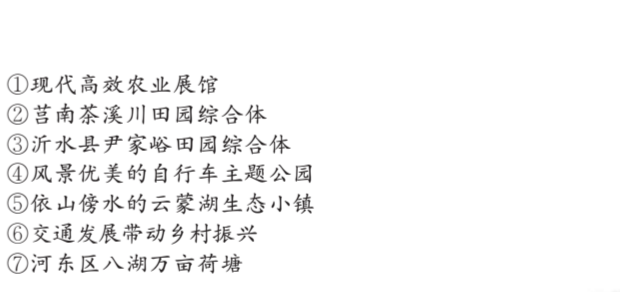 ①现代高效农业展馆
②莒南茶溪川田园综合体
③沂水县尹家峪田园综合体
④风景优美的自行车主题公园
⑤依山傍水的云蒙湖生态小镇
⑥交通发展带动乡村振兴
⑦河东区八湖万亩荷塘